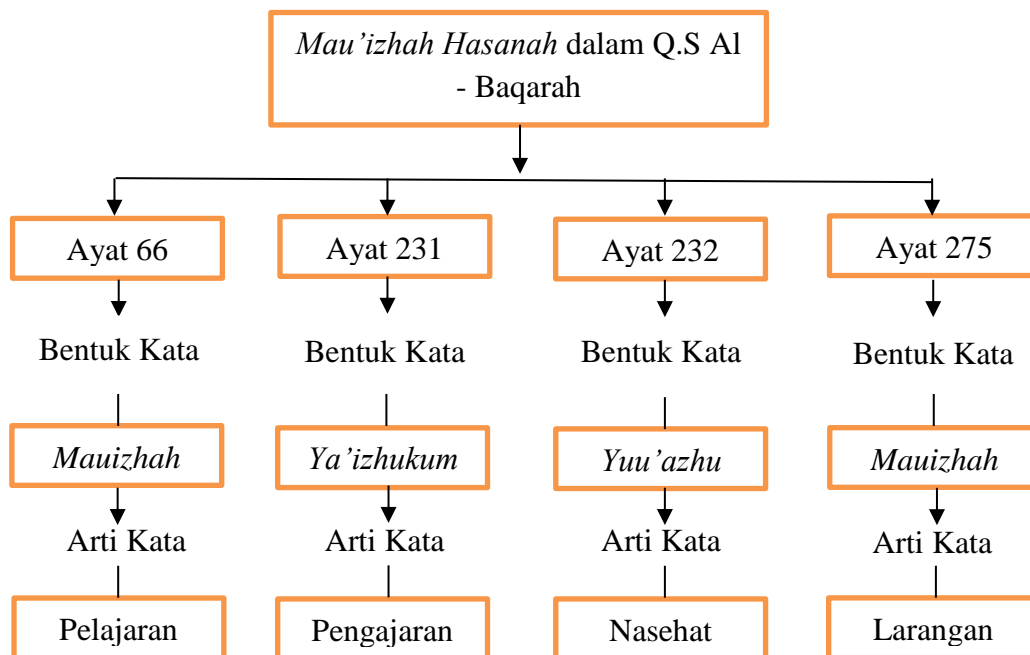 Mau’izhah Hasanah dalam Q.S Al
- Baqarah
Ayat 66
Ayat 231
Ayat 232
Ayat 275
Bentuk Kata
Bentuk Kata
Bentuk Kata
Bentuk Kata
Mauizhah
Ya’izhukum
Yuu’azhu
Mauizhah
Arti Kata
Arti Kata
Arti Kata
Arti Kata
Pelajaran
Pengajaran
Nasehat
Larangan